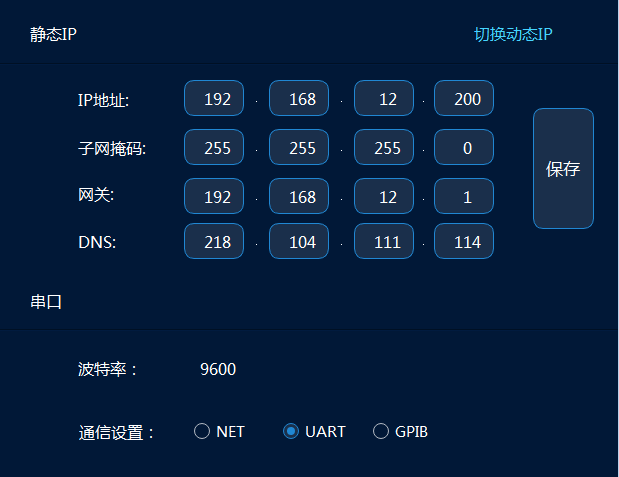 静态IP 切换动态IP
IP地址: 192 . 168 . 12 . 200
子网掩码: 255 . 255 . 255 . 0
保存
网关: 192 . 168 . 12 . 1
DNS: 218 . 104 . 111 . 114
串口
波特率： 9600
通信设置： NET UART GPIB